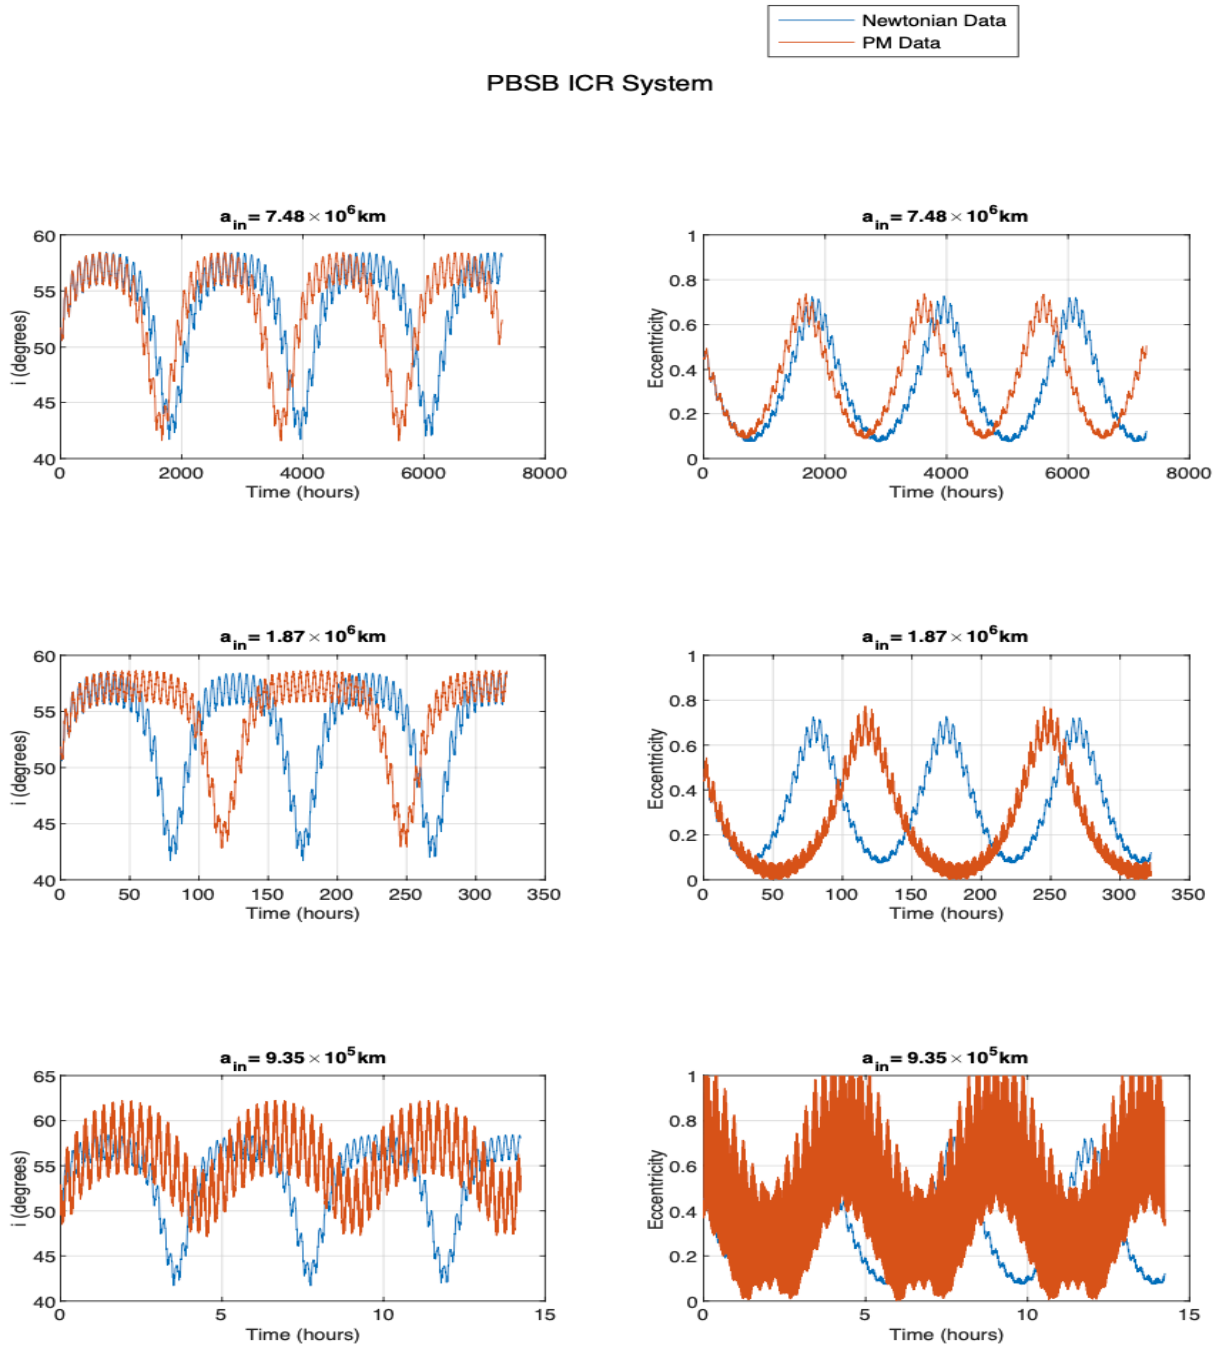 Newtonian Data
PM Data
PBSB ICR System
a_in = 7.48 × 10^6 km
60
55
50
45
40
i (degrees)
0 2000 4000 6000 8000
Time (hours)
a_in = 7.48 × 10^6 km
1
0.8
0.6
0.4
0.2
0
Eccentricity
0 2000 4000 6000 8000
Time (hours)
a_in = 1.87 × 10^6 km
60
55
50
45
40
i (degrees)
0 50 100 150 200 250 300 350
Time (hours)
a_in = 1.87 × 10^6 km
1
0.8
0.6
0.4
0.2
0
Eccentricity
0 50 100 150 200 250 300 350
Time (hours)
a_in = 9.35 × 10^5 km
65
60
55
50
45
40
i (degrees)
0 5 10 15
Time (hours)
a_in = 9.35 × 10^5 km
1
0.8
0.6
0.4
0.2
0
Eccentricity
0 5 10 15
Time (hours)